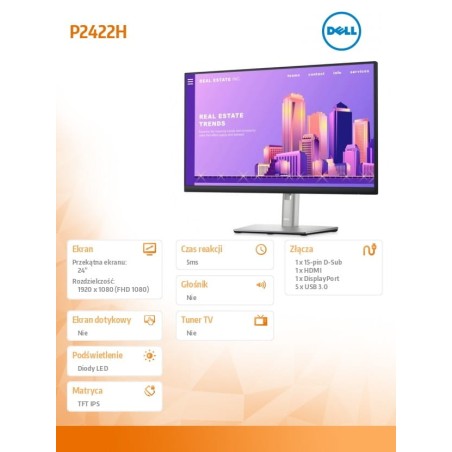 P2422H
DELL
REAL ESTATE
REAL ESTATE
TRENDS
Ekran
Przekątna ekranu:
24"
Rozdzielczość:
1920 x 1080 (FHD 1080)
Ekran dotykowy
Nie
Podświetlenie
Diody LED
Matryca
TFT IPS
Czas reakcji
5ms
Głośnik
Nie
Tuner TV
Nie
Złącza
1 x 15-pin D-Sub
1 x HDMI
1 x DisplayPort
5 x USB 3.0